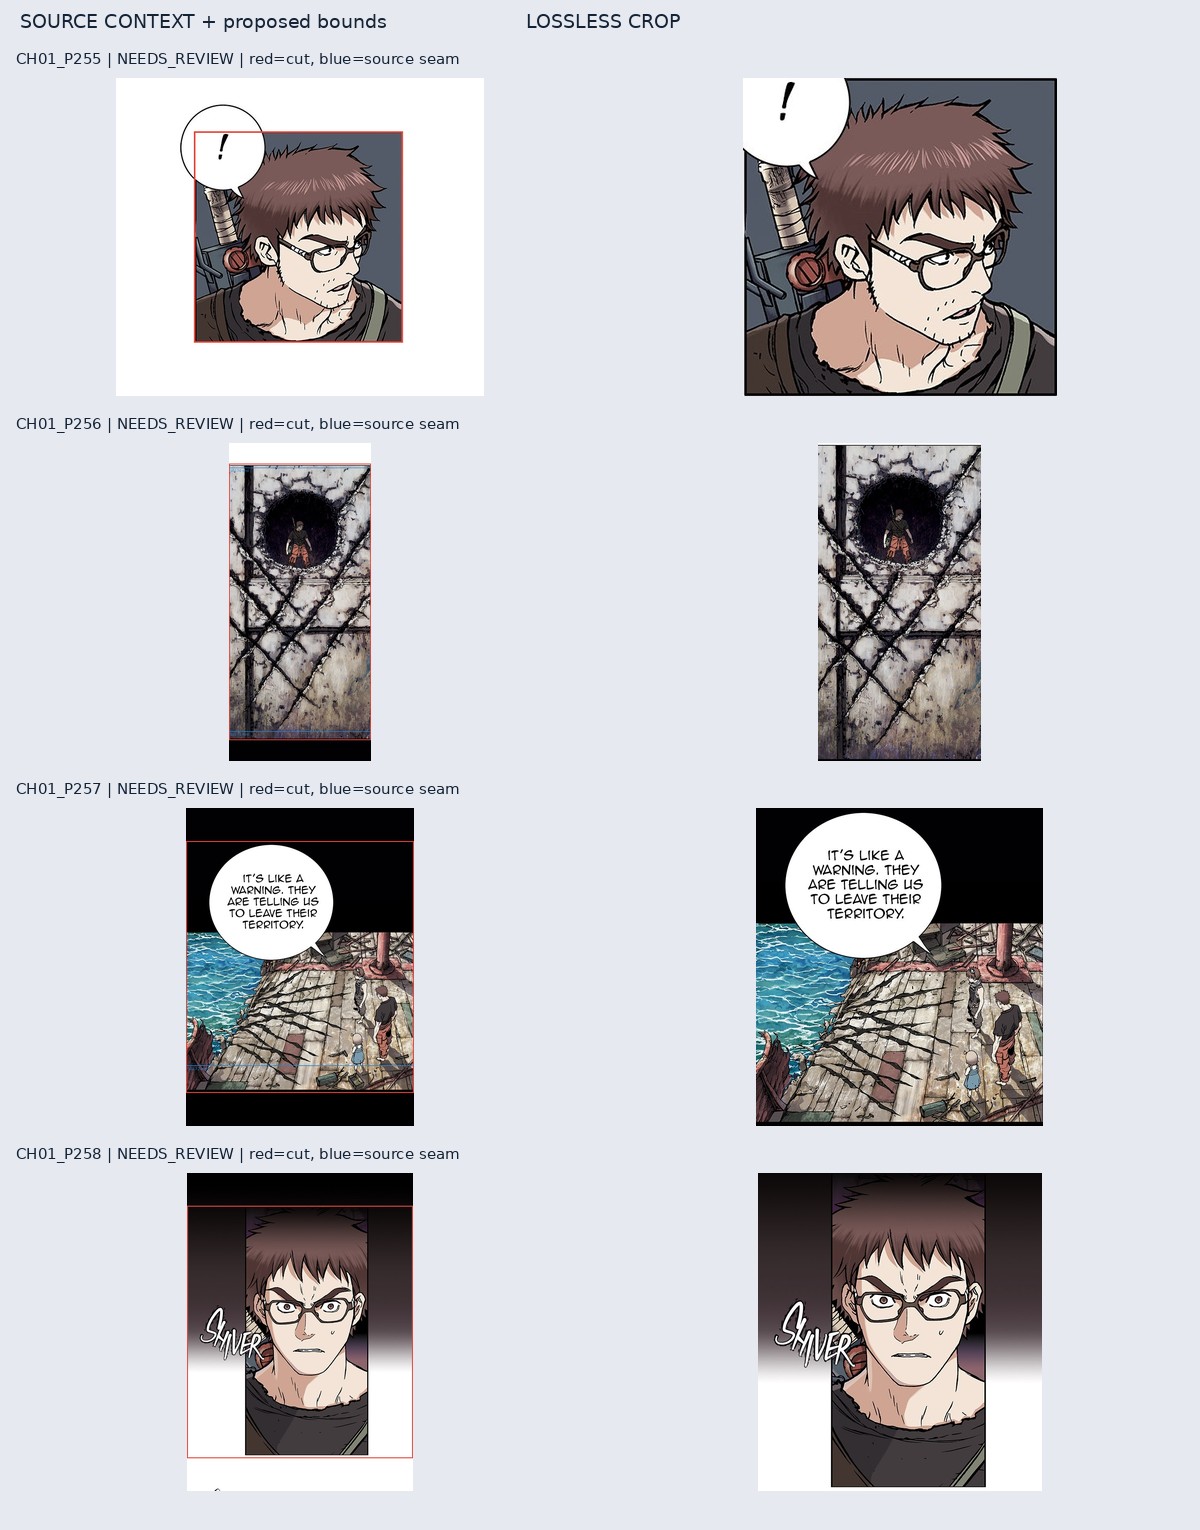 SOURCE CONTEXT + proposed bounds
LOSSLESS CROP
CH01_P255 | NEEDS_REVIEW | red=cut, blue=source seam
!
!
CH01_P256 | NEEDS_REVIEW | red=cut, blue=source seam
CH01_P257 | NEEDS_REVIEW | red=cut, blue=source seam
IT'S LIKE A
WARNING. THEY
ARE TELLING US
TO LEAVE THEIR
TERRITORY.
IT'S LIKE A
WARNING. THEY
ARE TELLING US
TO LEAVE THEIR
TERRITORY.
CH01_P258 | NEEDS_REVIEW | red=cut, blue=source seam
SHIVER
SHIVER